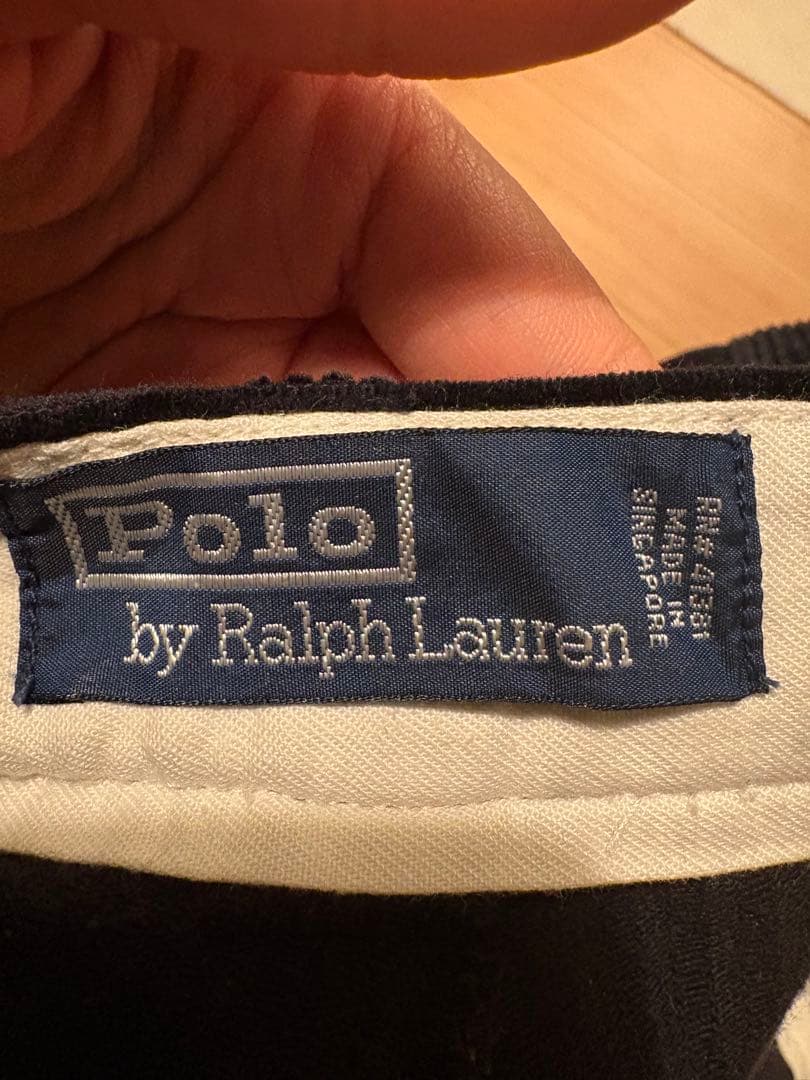 Polo
by Ralph Lauren
RN# 41381
MADE IN
SINGAPORE